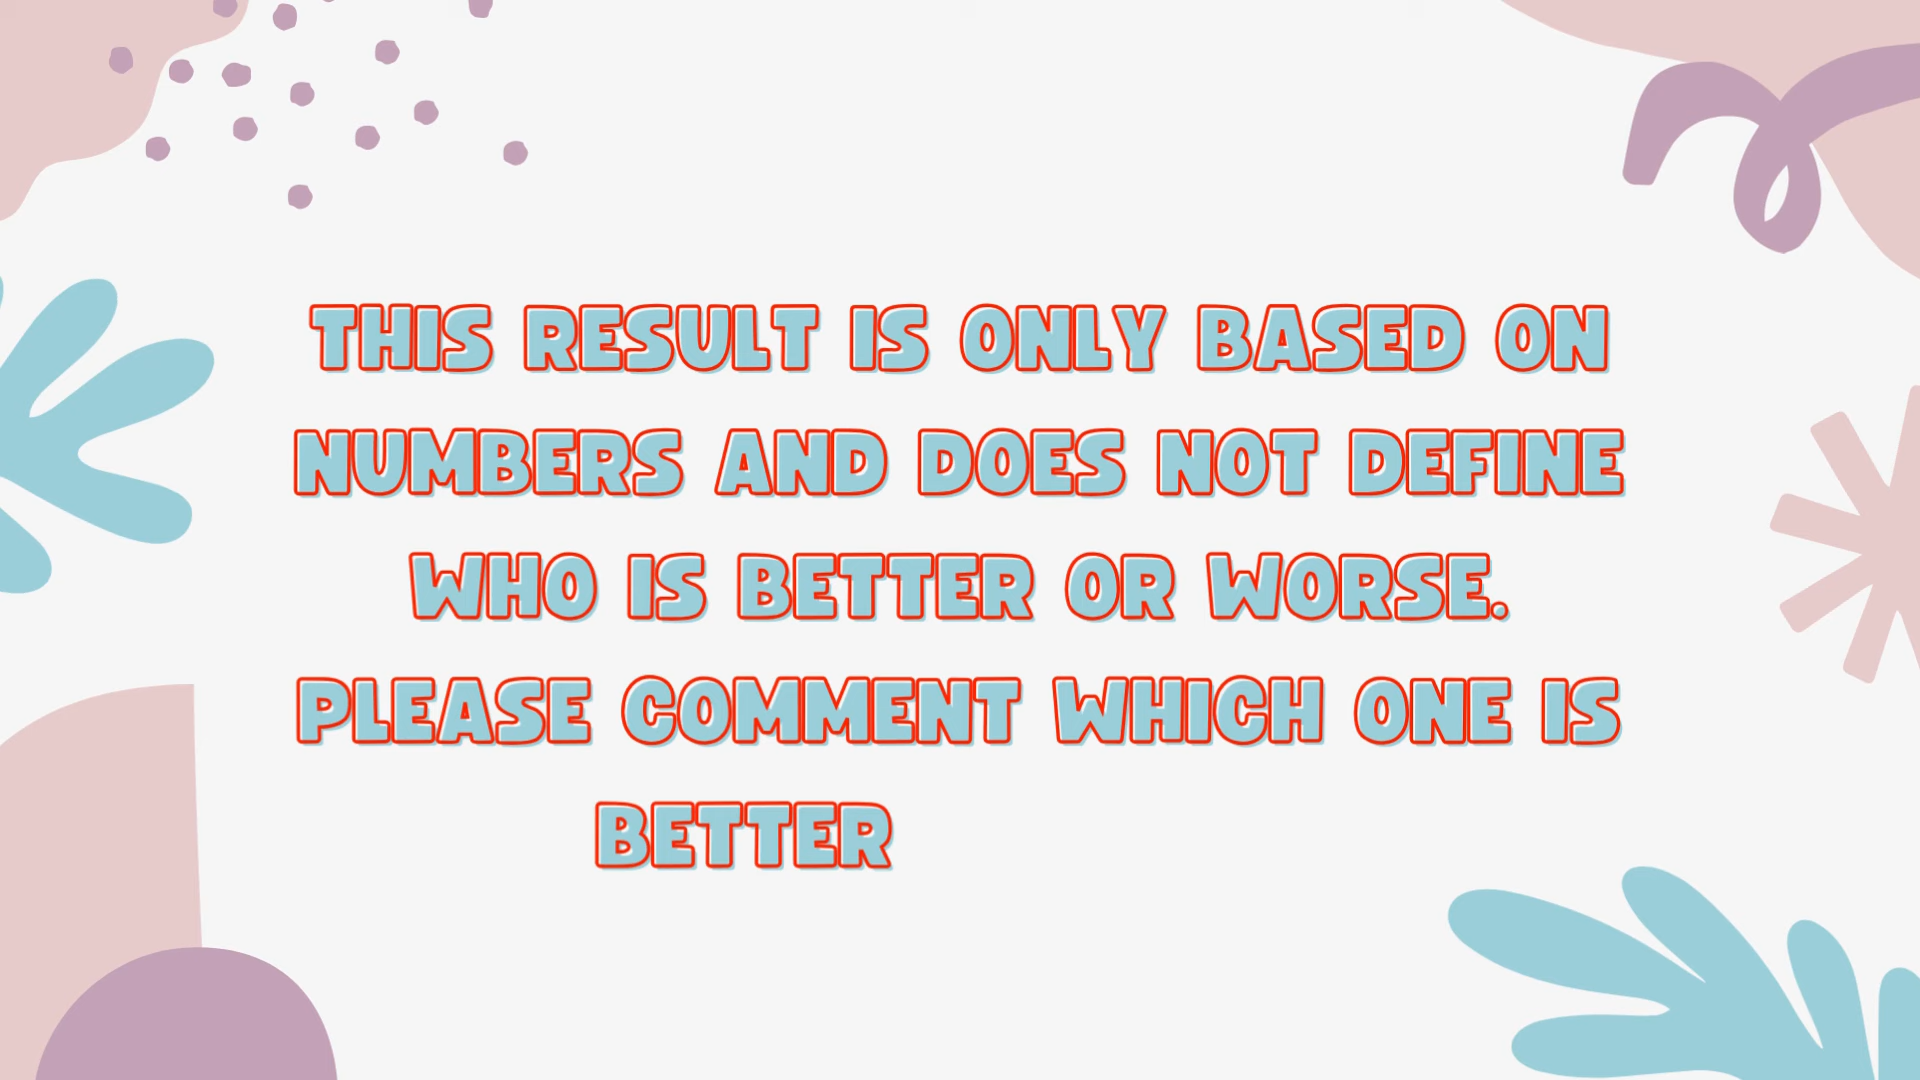 THIS RESULT IS ONLY BASED ON
NUMBERS AND DOES NOT DEFINE
WHO IS BETTER OR WORSE.
PLEASE COMMENT WHICH ONE IS
BETTER